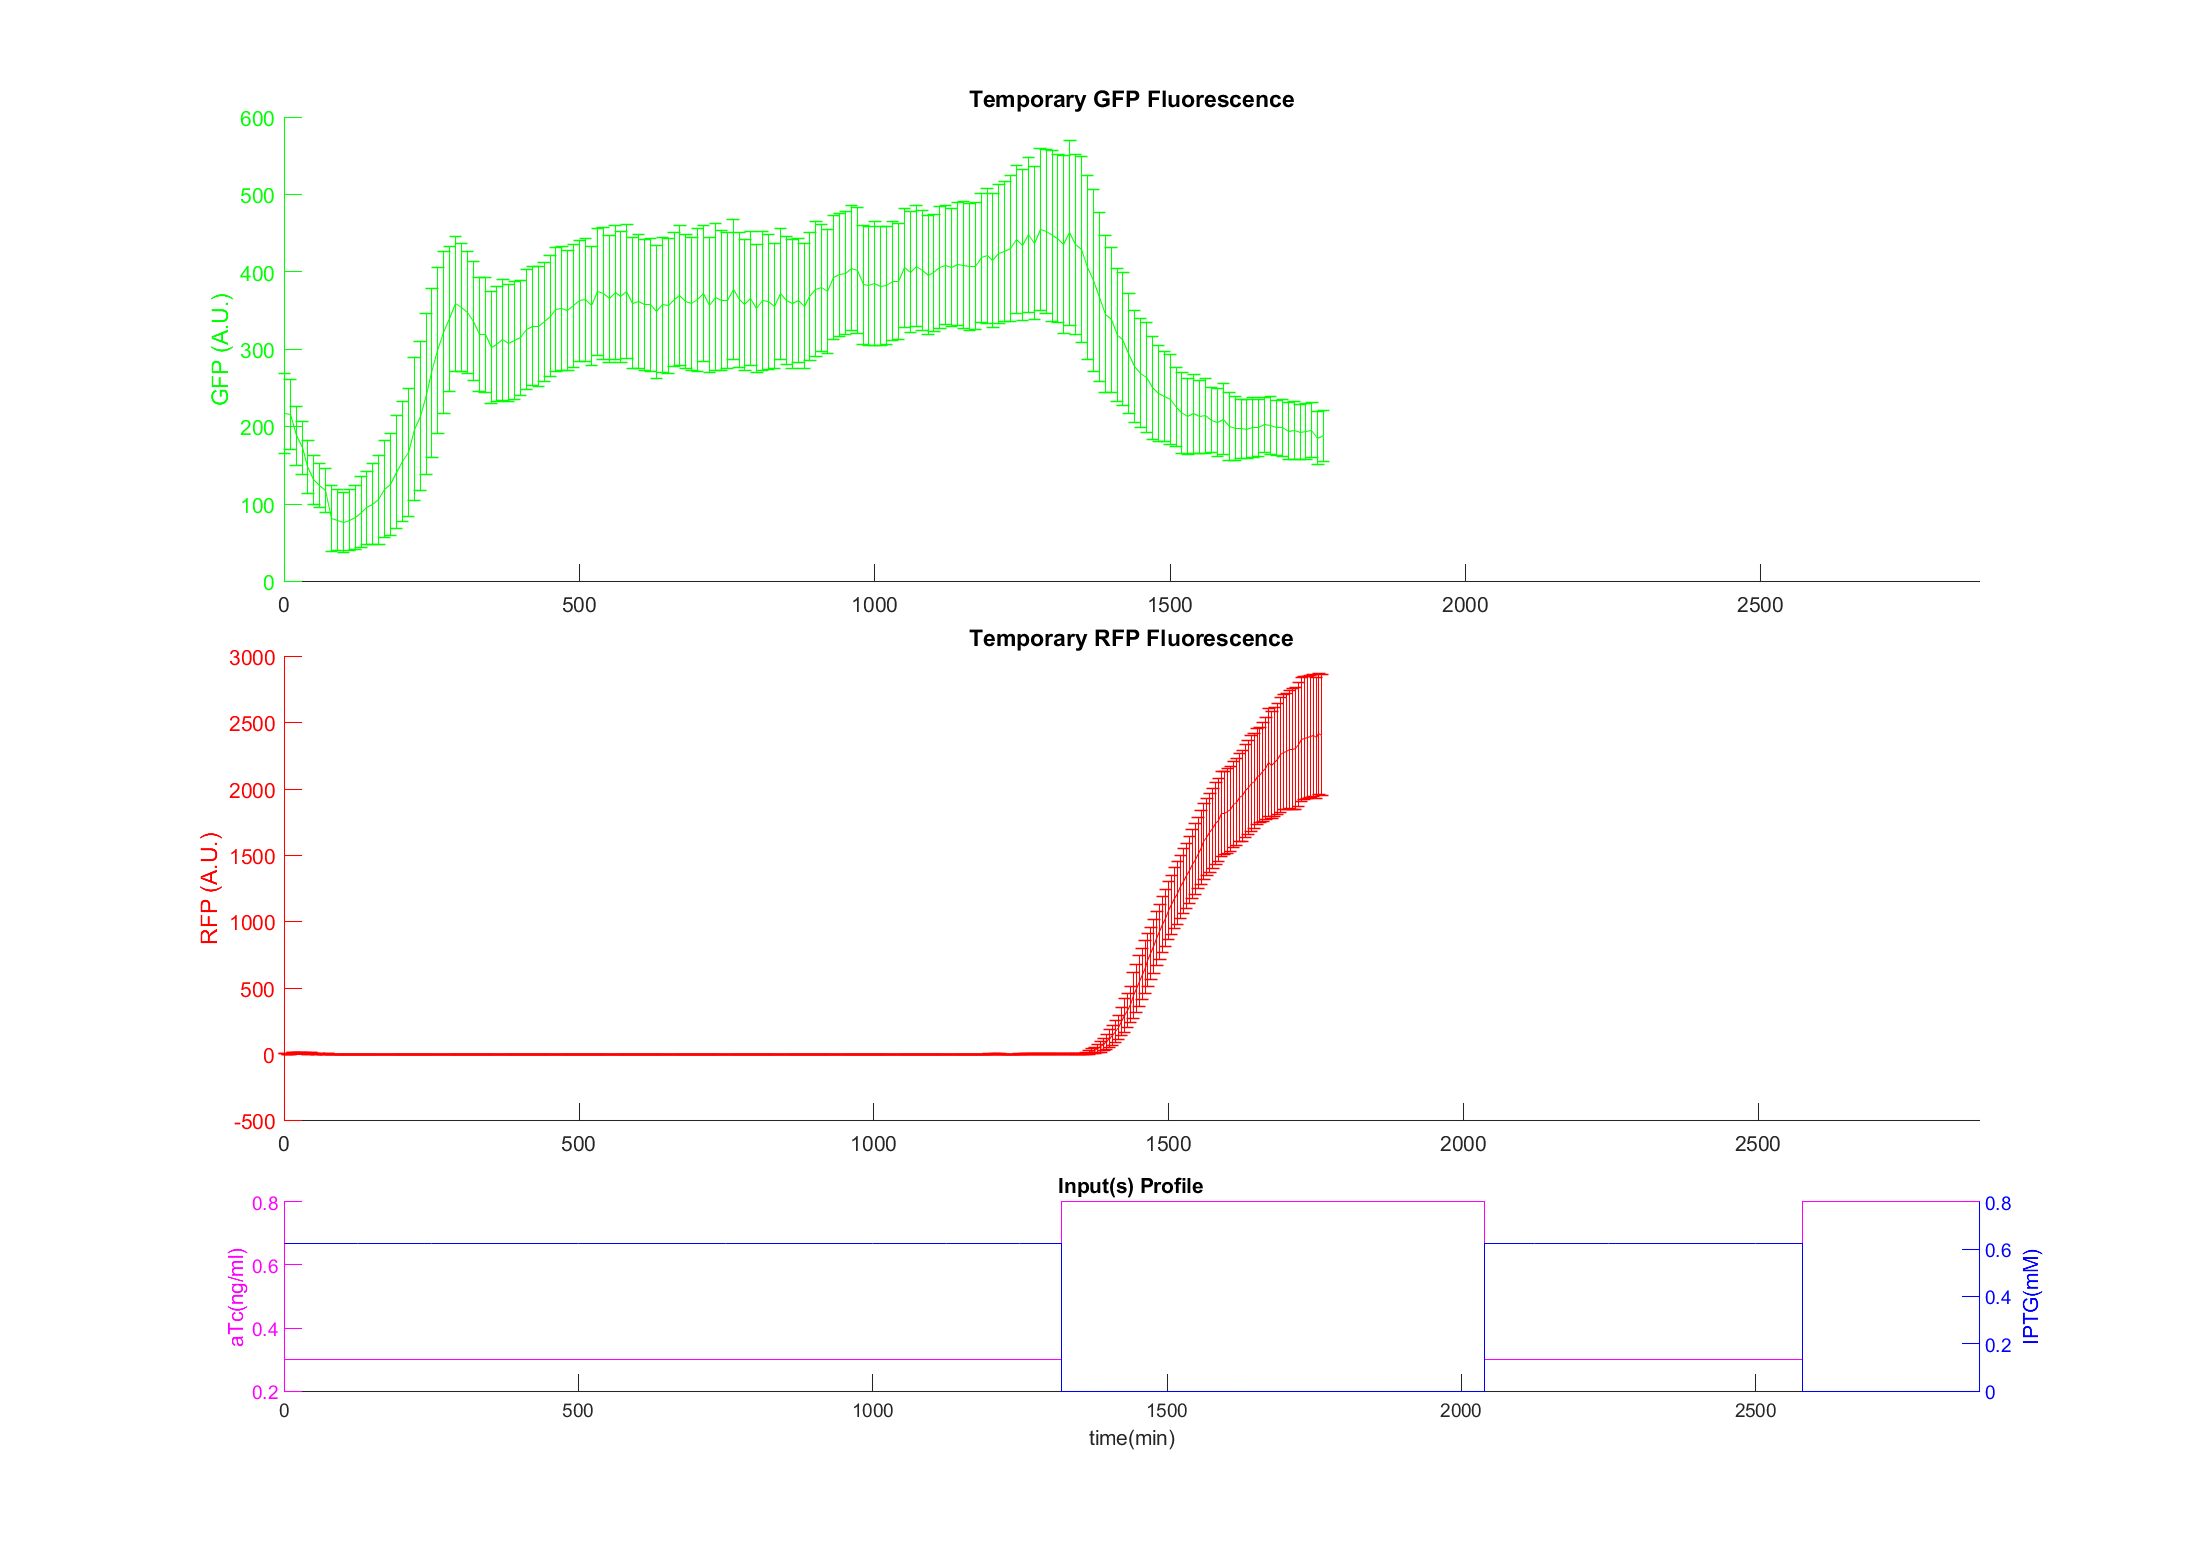 Temporary GFP Fluorescence
600
500
400
300
200
100
0
GFP (A.U.)
0 500 1000 1500 2000 2500
Temporary RFP Fluorescence
3000
2500
2000
1500
1000
500
0
-500
RFP (A.U.)
0 500 1000 1500 2000 2500
Input(s) Profile
0.8
0.6
0.4
0.2
aTc(ng/ml)
0.8
0.6
0.4
0.2
0
IPTG(mM)
0 500 1000 1500 2000 2500
time(min)